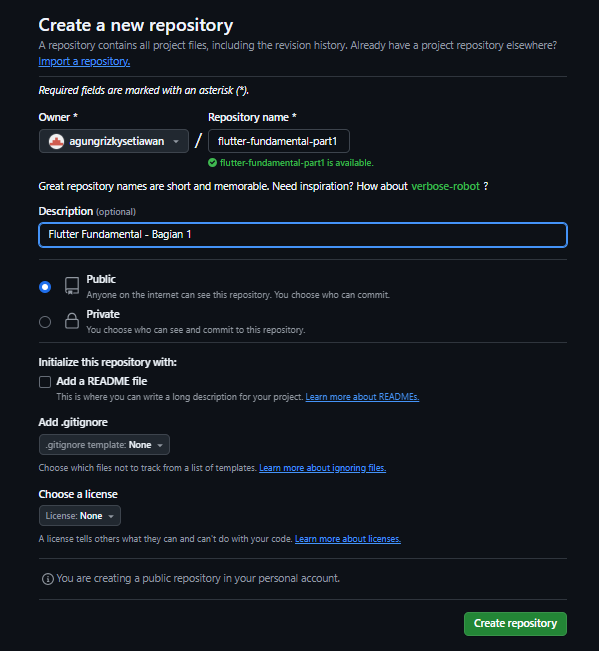 Create a new repository
A repository contains all project files, including the revision history. Already have a project repository elsewhere?
Import a repository.
Required fields are marked with an asterisk (*).
Owner * Repository name *
agungrizkysetiawan / flutter-fundamental-part1
flutter-fundamental-part1 is available.
Great repository names are short and memorable. Need inspiration? How about verbose-robot ?
Description (optional)
Flutter Fundamental - Bagian 1
Public
Anyone on the internet can see this repository. You choose who can commit.
Private
You choose who can see and commit to this repository.
Initialize this repository with:
Add a README file
This is where you can write a long description for your project. Learn more about READMEs.
Add .gitignore
.gitignore template: None
Choose which files not to track from a list of templates. Learn more about ignoring files.
Choose a license
License: None
A license tells others what they can and can't do with your code. Learn more about licenses.
You are creating a public repository in your personal account.
Create repository